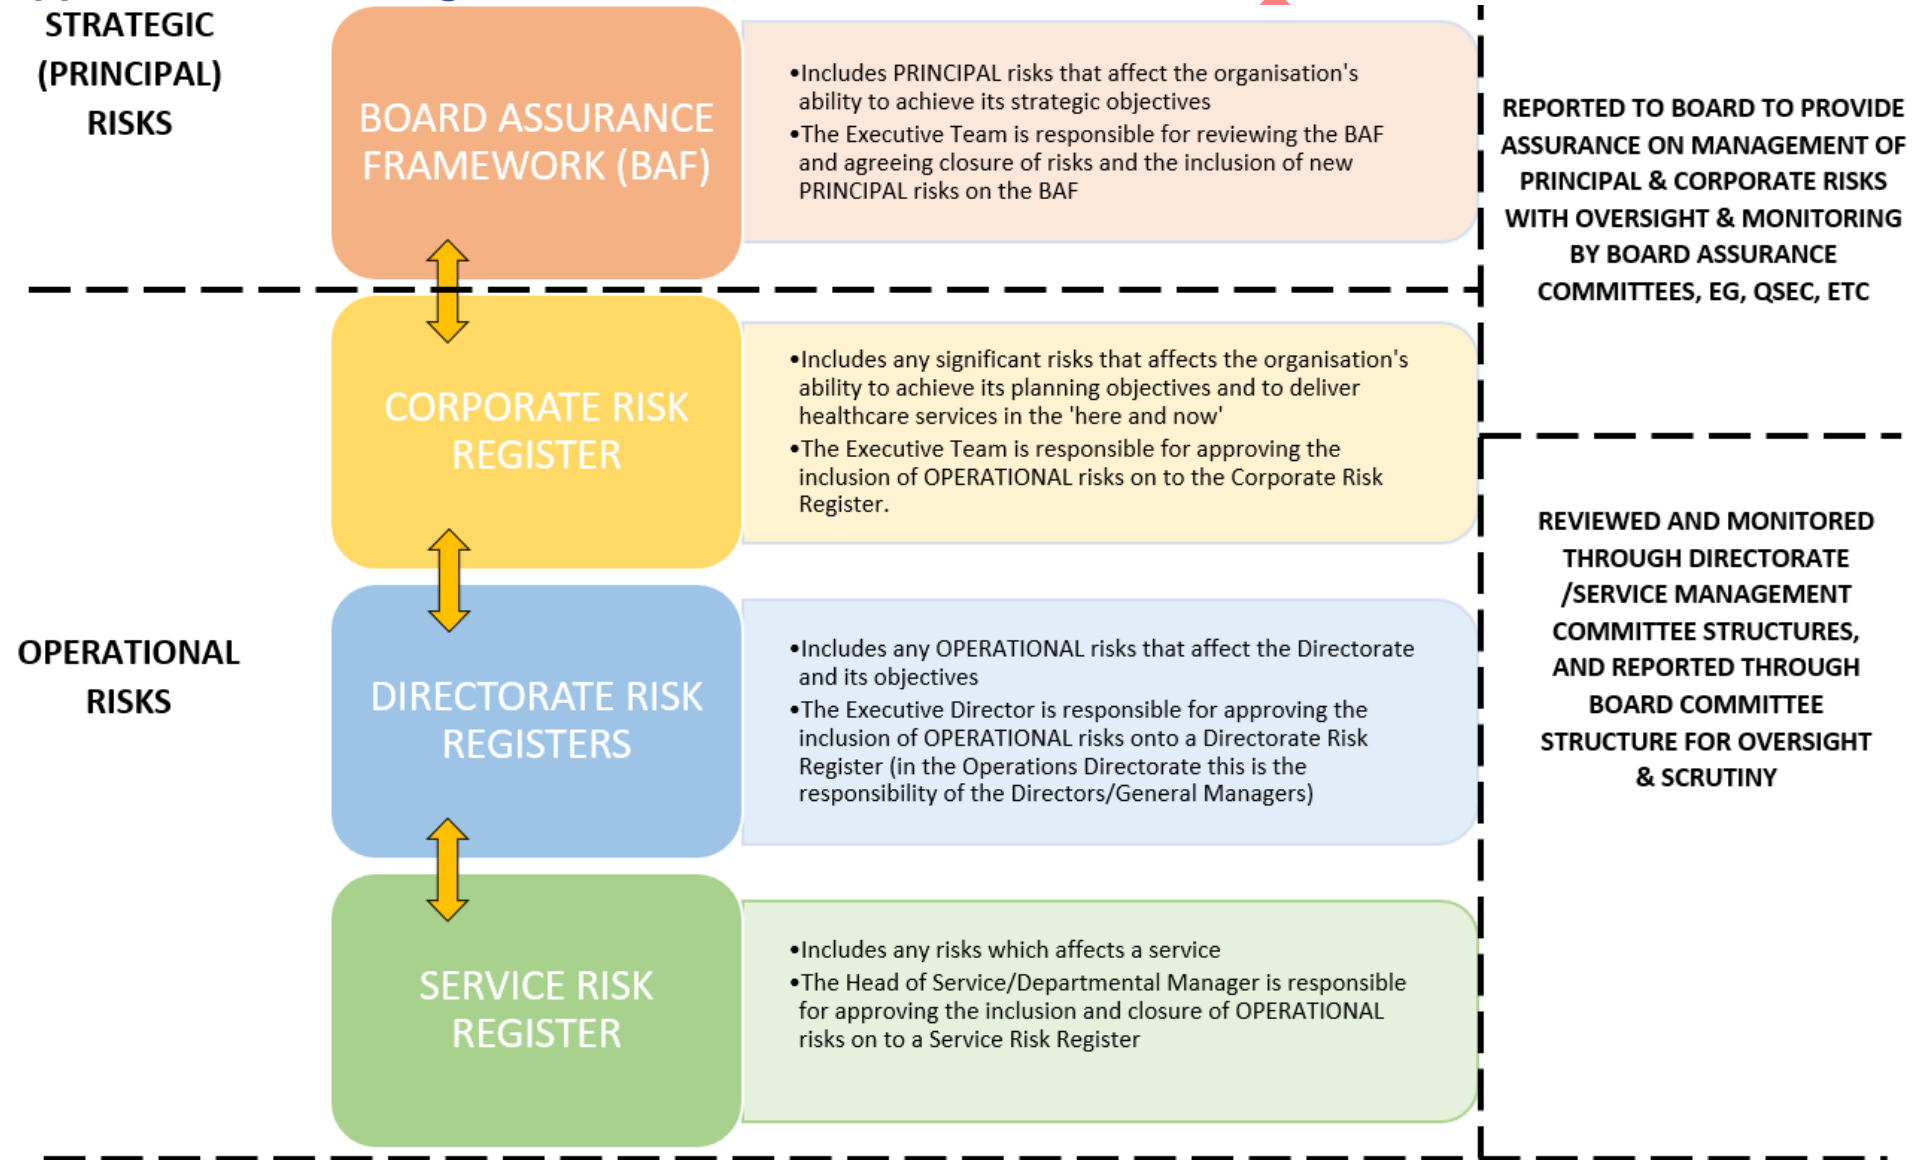 STRATEGIC
(PRINCIPAL)
RISKS
BOARD ASSURANCE
FRAMEWORK (BAF)
•Includes PRINCIPAL risks that affect the organisation's
ability to achieve its strategic objectives
•The Executive Team is responsible for reviewing the BAF
and agreeing closure of risks and the inclusion of new
PRINCIPAL risks on the BAF
REPORTED TO BOARD TO PROVIDE
ASSURANCE ON MANAGEMENT OF
PRINCIPAL & CORPORATE RISKS
WITH OVERSIGHT & MONITORING
BY BOARD ASSURANCE
COMMITTEES, EG, QSEC, ETC
OPERATIONAL
RISKS
CORPORATE RISK
REGISTER
•Includes any significant risks that affects the organisation's
ability to achieve its planning objectives and to deliver
healthcare services in the 'here and now'
•The Executive Team is responsible for approving the
inclusion of OPERATIONAL risks on to the Corporate Risk
Register.
DIRECTORATE RISK
REGISTERS
•Includes any OPERATIONAL risks that affect the Directorate
and its objectives
•The Executive Director is responsible for approving the
inclusion of OPERATIONAL risks onto a Directorate Risk
Register (in the Operations Directorate this is the
responsibility of the Directors/General Managers)
SERVICE RISK
REGISTER
•Includes any risks which affects a service
•The Head of Service/Departmental Manager is responsible
for approving the inclusion and closure of OPERATIONAL
risks on to a Service Risk Register
REVIEWED AND MONITORED
THROUGH DIRECTORATE
/SERVICE MANAGEMENT
COMMITTEE STRUCTURES,
AND REPORTED THROUGH
BOARD COMMITTEE
STRUCTURE FOR OVERSIGHT
& SCRUTINY